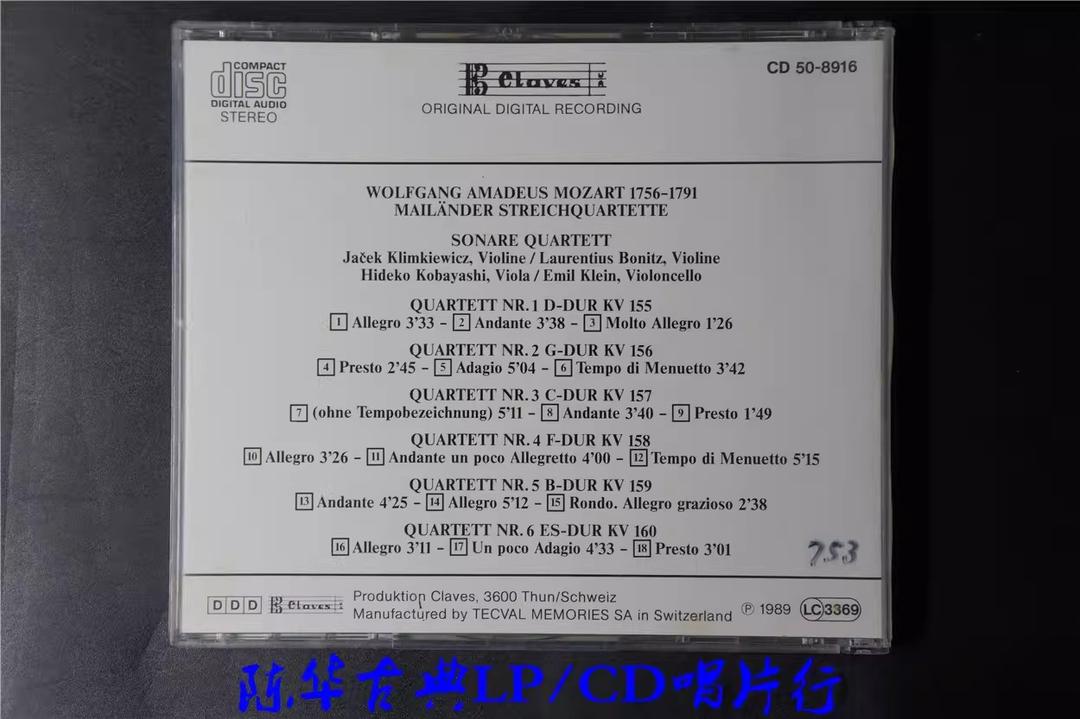 COMPACT
disc
DIGITAL AUDIO
STEREO
Claves
ORIGINAL DIGITAL RECORDING
CD 50-8916
WOLFGANG AMADEUS MOZART 1756–1791
MAILÄNDER STREICHQUARTETTE
SONARE QUARTETT
Jaček Klimkiewicz, Violine / Laurentius Bonitz, Violine
Hideko Kobayashi, Viola / Emil Klein, Violoncello
QUARTETT NR. 1 D-DUR KV 155
1 Allegro 3’33 – 2 Andante 3’38 – 3 Molto Allegro 1’26
QUARTETT NR. 2 G-DUR KV 156
4 Presto 2’45 – 5 Adagio 5’04 – 6 Tempo di Menuetto 3’42
QUARTETT NR. 3 C-DUR KV 157
7 (ohne Tempobezeichnung) 5’11 – 8 Andante 3’40 – 9 Presto 1’49
QUARTETT NR. 4 F-DUR KV 158
10 Allegro 3’26 – 11 Andante un poco Allegretto 4’00 – 12 Tempo di Menuetto 5’15
QUARTETT NR. 5 B-DUR KV 159
13 Andante 4’25 – 14 Allegro 5’12 – 15 Rondo. Allegro grazioso 2’38
QUARTETT NR. 6 ES-DUR KV 160
16 Allegro 3’11 – 17 Un poco Adagio 4’33 – 18 Presto 3’01
753
DDD
Claves
Produktion Claves, 3600 Thun/Schweiz
Manufactured by TECVAL MEMORIES SA in Switzerland
℗ 1989
LC 3369
陈华古典LP/CD唱片行